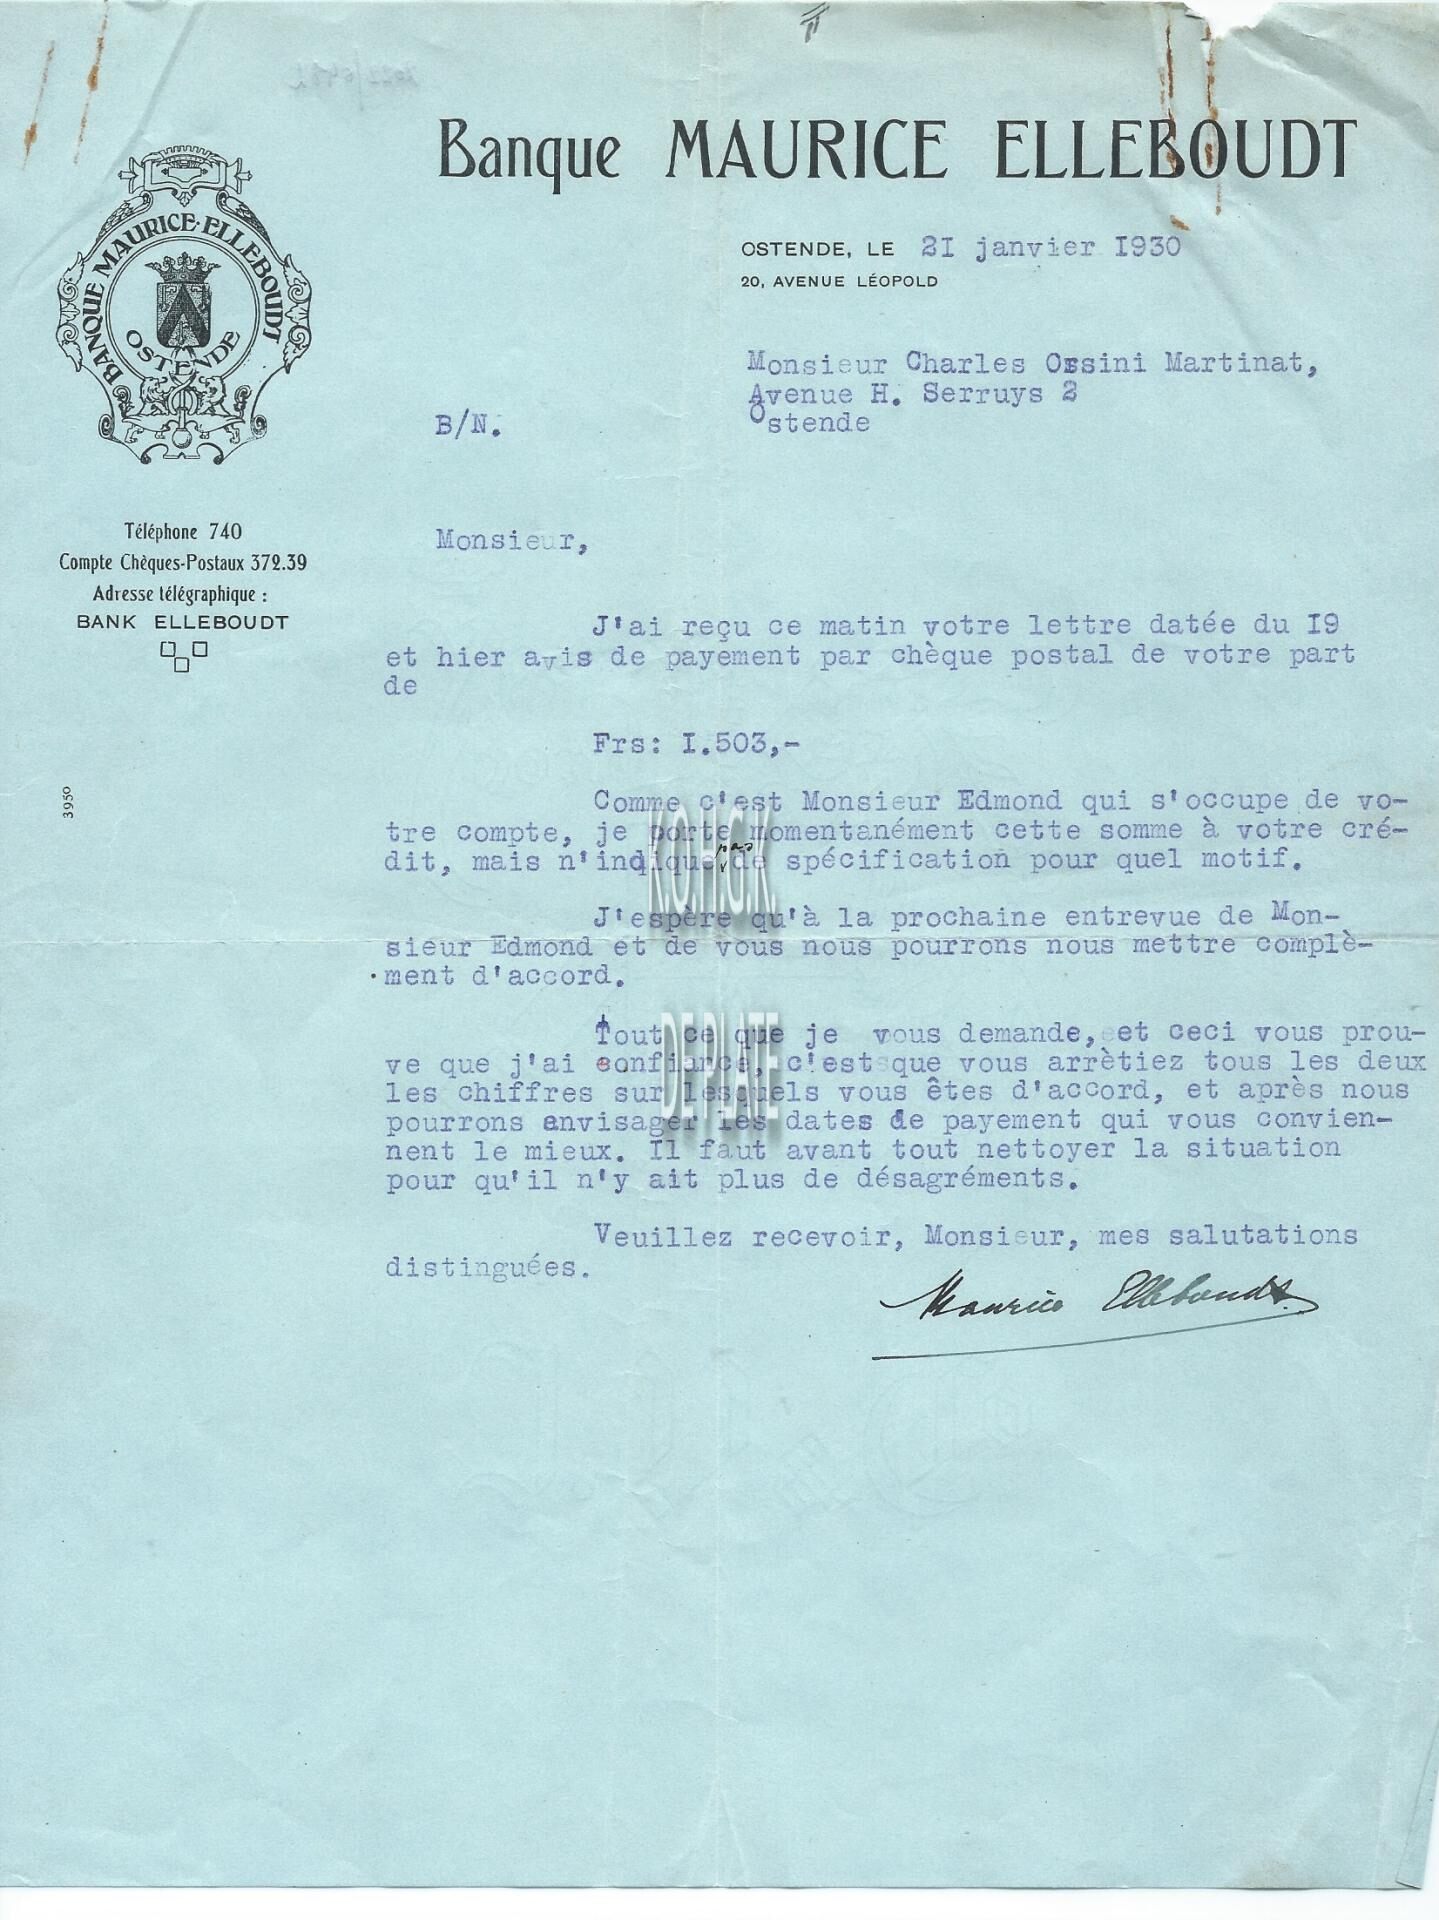 Banque MAURICE ELLEBOUDT
BANQUE MAURICE·ELLEBOUDT
OSTENDE
OSTENDE, LE 21 janvier 1930
20, AVENUE LÉOPOLD
Monsieur Charles Ossini Martinat,
Avenue H. Serruys 2
Ostende
B/N.
Téléphone 740
Compte Chèques-Postaux 372.39
Adresse télégraphique :
BANK ELLEBOUDT
3950
Monsieur,
J'ai reçu ce matin votre lettre datée du I9
et hier avis de payement par chèque postal de votre part
de
Frs: I.503,-
Comme c'est Monsieur Edmond qui s'occupe de vo-
tre compte, je porte momentanément cette somme à votre cré-
dit, mais n'indique pas de spécification pour quel motif.
J'espère qu'à la prochaine entrevue de Mon-
sieur Edmond et de vous nous pourrons nous mettre complè-
ment d'accord.
Tout ce que je vous demande, et ceci vous prou-
ve que j'ai confiance, c'est que vous arrètiez tous les deux
les chiffres sur lesquels vous êtes d'accord, et après nous
pourrons envisager les dates de payement qui vous convien-
nent le mieux. Il faut avant tout nettoyer la situation
pour qu'il n'y ait plus de désagréments.
Veuillez recevoir, Monsieur, mes salutations
distinguées.
Maurice Elleboudt
K.O.H.G.K.
DE PLATE